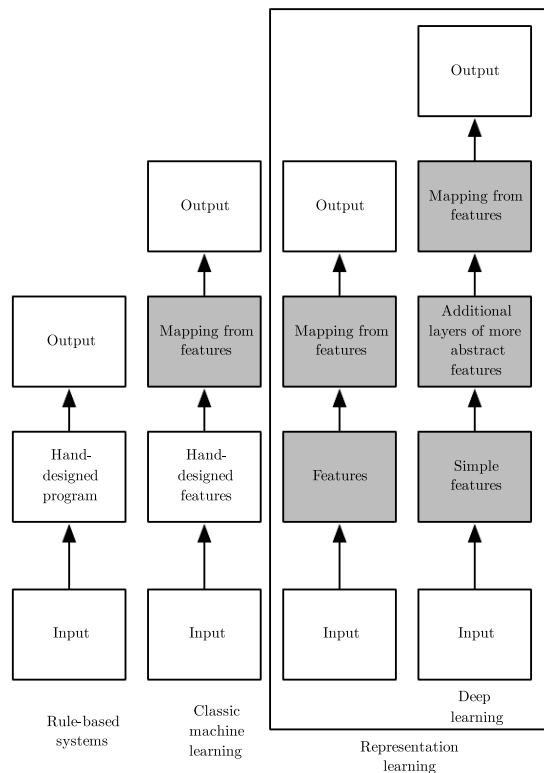 Output
Output
Output
Mapping from
features
Output
Mapping from
features
Mapping from
features
Additional
layers of more
abstract
features
Hand-
designed
program
Hand-
designed
features
Features
Simple
features
Input
Input
Input
Input
Rule-based
systems
Classic
machine
learning
Deep
learning
Representation
learning